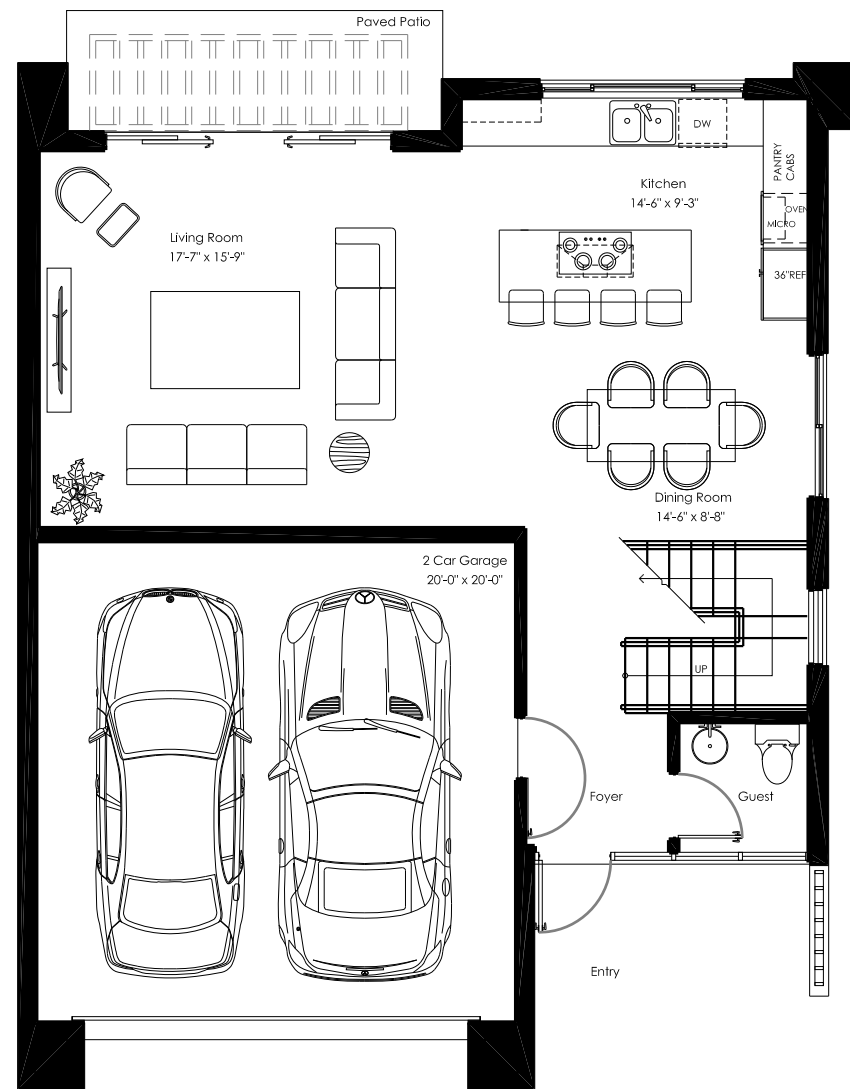 Paved Patio
DW
PANTRY
CABS
Kitchen
14'-6" x 9'-3"
OVEN
MICRO
Living Room
17'-7" x 15'-9"
36"REF
Dining Room
14'-6" x 8'-8"
2 Car Garage
20'-0" x 20'-0"
UP
Foyer
Guest
Entry